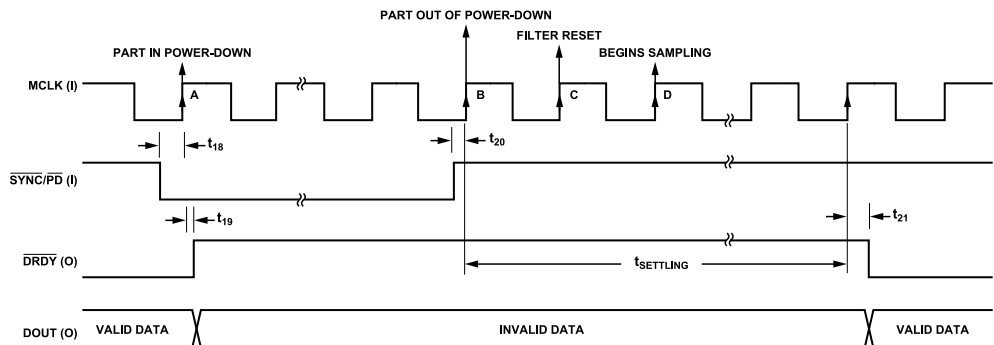 PART OUT OF POWER-DOWN
FILTER RESET
PART IN POWER-DOWN
BEGINS SAMPLING
MCLK (I)
A
B
C
D
t18
t20
SYNC/PD (I)
t19
t21
DRDY (O)
tSETTLING
DOUT (O)
VALID DATA
INVALID DATA
VALID DATA